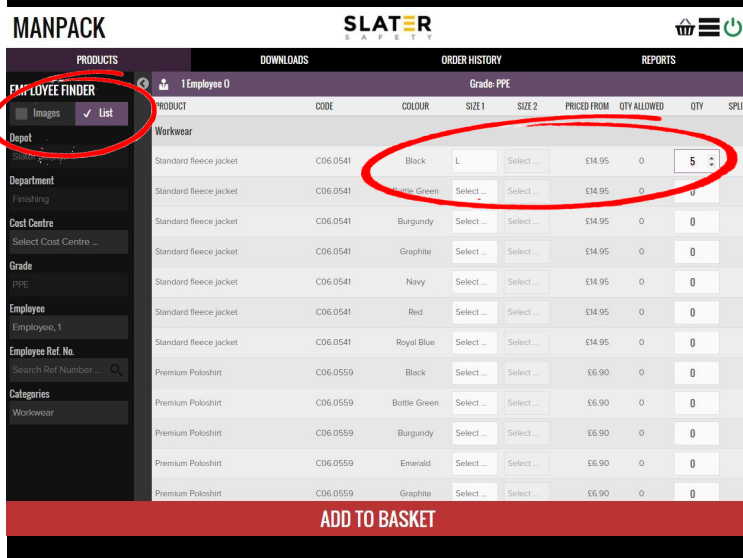 MANPACK
SLATER
SAFETY
PRODUCTS DOWNLOADS ORDER HISTORY REPORTS
EMPLOYEE FINDER
1 Employee 0 Grade: PPE
Images ✓ List
PRODUCT CODE COLOUR SIZE 1 SIZE 2 PRICED FROM QTY ALLOWED QTY SPLI
Depot
Slater
Department
Finishing
Cost Centre
Select Cost Centre ...
Grade
PPE
Employee
Employee, 1
Employee Ref. No.
Search Ref Number ...
Categories
Workwear
Workwear
Standard fleece jacket C06.0541 Black L Select ... £14.95 0 5
Standard fleece jacket C06.0541 Bottle Green Select ... Select ... £14.95 0 0
Standard fleece jacket C06.0541 Burgundy Select ... Select ... £14.95 0 0
Standard fleece jacket C06.0541 Graphite Select ... Select ... £14.95 0 0
Standard fleece jacket C06.0541 Navy Select ... Select ... £14.95 0 0
Standard fleece jacket C06.0541 Red Select ... Select ... £14.95 0 0
Standard fleece jacket C06.0541 Royal Blue Select ... Select ... £14.95 0 0
Premium Poloshirt C06.0559 Black Select ... Select ... £6.90 0 0
Premium Poloshirt C06.0559 Bottle Green Select ... Select ... £6.90 0 0
Premium Poloshirt C06.0559 Burgundy Select ... Select ... £6.90 0 0
Premium Poloshirt C06.0559 Emerald Select ... Select ... £6.90 0 0
Premium Poloshirt C06.0559 Graphite Select ... Select ... £6.90 0 0
ADD TO BASKET